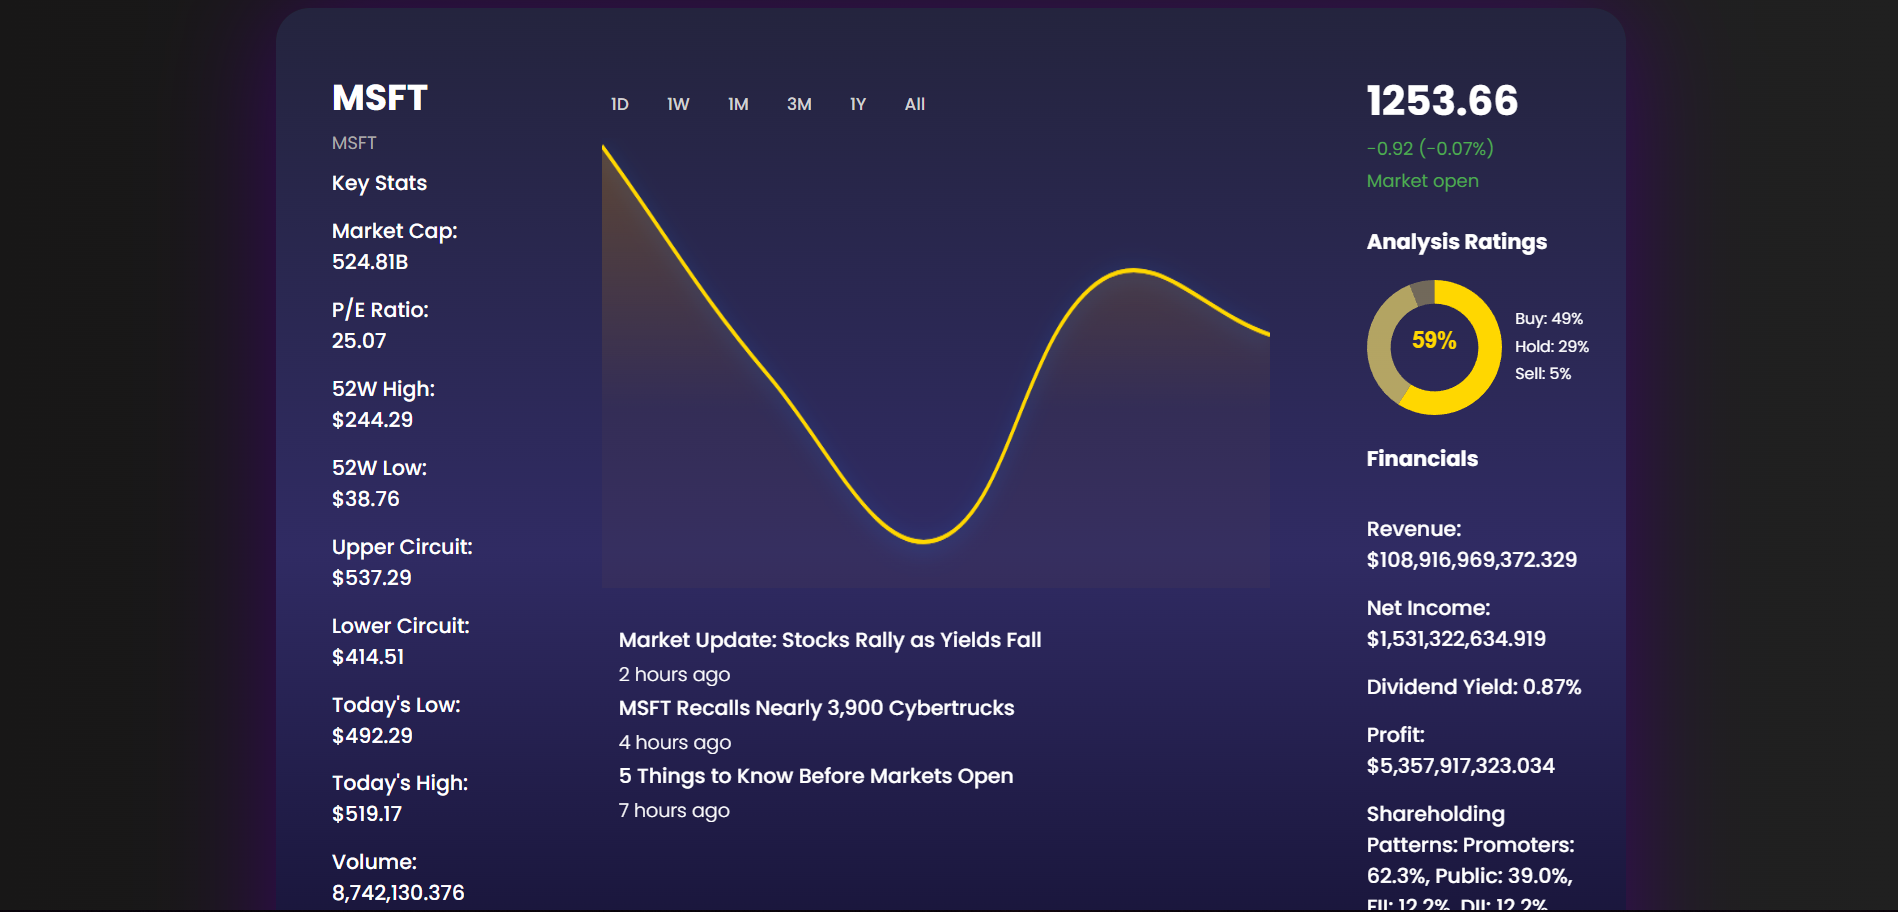 MSFT
MSFT
Key Stats
Market Cap:
524.81B
P/E Ratio:
25.07
52W High:
$244.29
52W Low:
$38.76
Upper Circuit:
$537.29
Lower Circuit:
$414.51
Today's Low:
$492.29
Today's High:
$519.17
Volume:
8,742,130.376
1D 1W 1M 3M 1Y All
Market Update: Stocks Rally as Yields Fall
2 hours ago
MSFT Recalls Nearly 3,900 Cybertrucks
4 hours ago
5 Things to Know Before Markets Open
7 hours ago
1253.66
-0.92 (-0.07%)
Market open
Analysis Ratings
59%
Buy: 49%
Hold: 29%
Sell: 5%
Financials
Revenue:
$108,916,969,372.329
Net Income:
$1,531,322,634.919
Dividend Yield: 0.87%
Profit:
$5,357,917,323.034
Shareholding
Patterns: Promoters:
62.3%, Public: 39.0%,
FII: 12.2%, DII: 12.2%